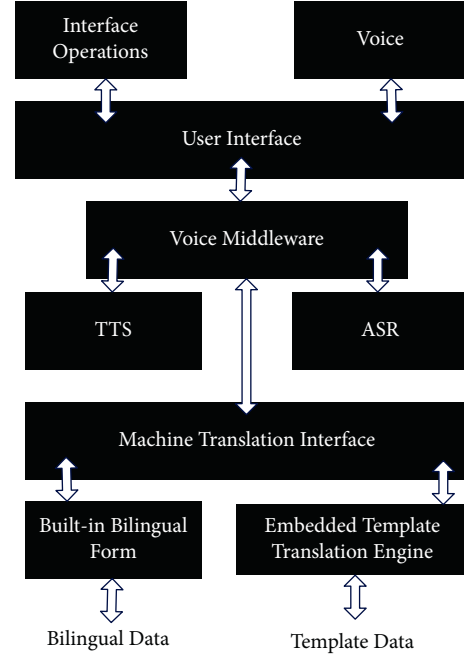 Interface
Operations
Voice
User Interface
Voice Middleware
TTS
ASR
Machine Translation Interface
Built-in Bilingual
Form
Embedded Template
Translation Engine
Bilingual Data
Template Data